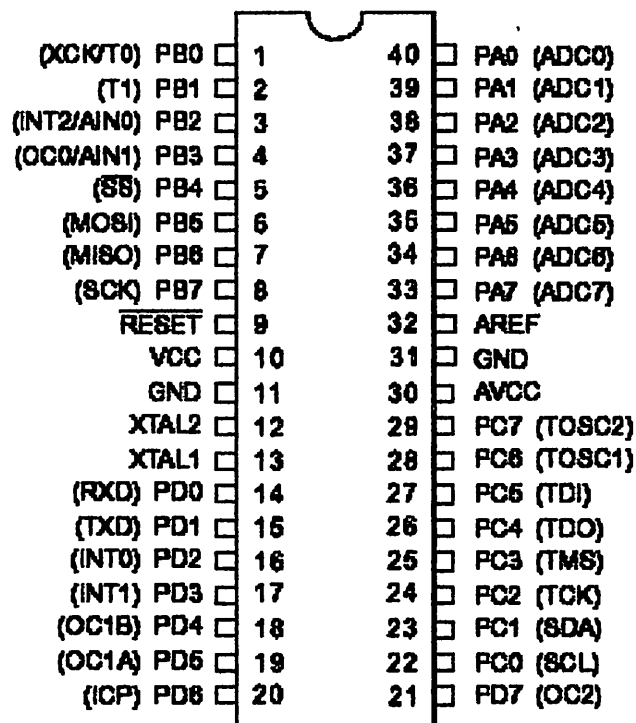 (XCK/T0) PB0 1 40 PA0 (ADC0)
(T1) PB1 2 39 PA1 (ADC1)
(INT2/AIN0) PB2 3 38 PA2 (ADC2)
(OC0/AIN1) PB3 4 37 PA3 (ADC3)
(SS) PB4 5 36 PA4 (ADC4)
(MOSI) PB5 6 35 PA5 (ADC5)
(MISO) PB6 7 34 PA6 (ADC6)
(SCK) PB7 8 33 PA7 (ADC7)
RESET 9 32 AREF
VCC 10 31 GND
GND 11 30 AVCC
XTAL2 12 29 PC7 (TOSC2)
XTAL1 13 28 PC6 (TOSC1)
(RXD) PD0 14 27 PC5 (TDI)
(TXD) PD1 15 26 PC4 (TDO)
(INT0) PD2 16 25 PC3 (TMS)
(INT1) PD3 17 24 PC2 (TCK)
(OC1B) PD4 18 23 PC1 (SDA)
(OC1A) PD5 19 22 PC0 (SCL)
(ICP) PD6 20 21 PD7 (OC2)